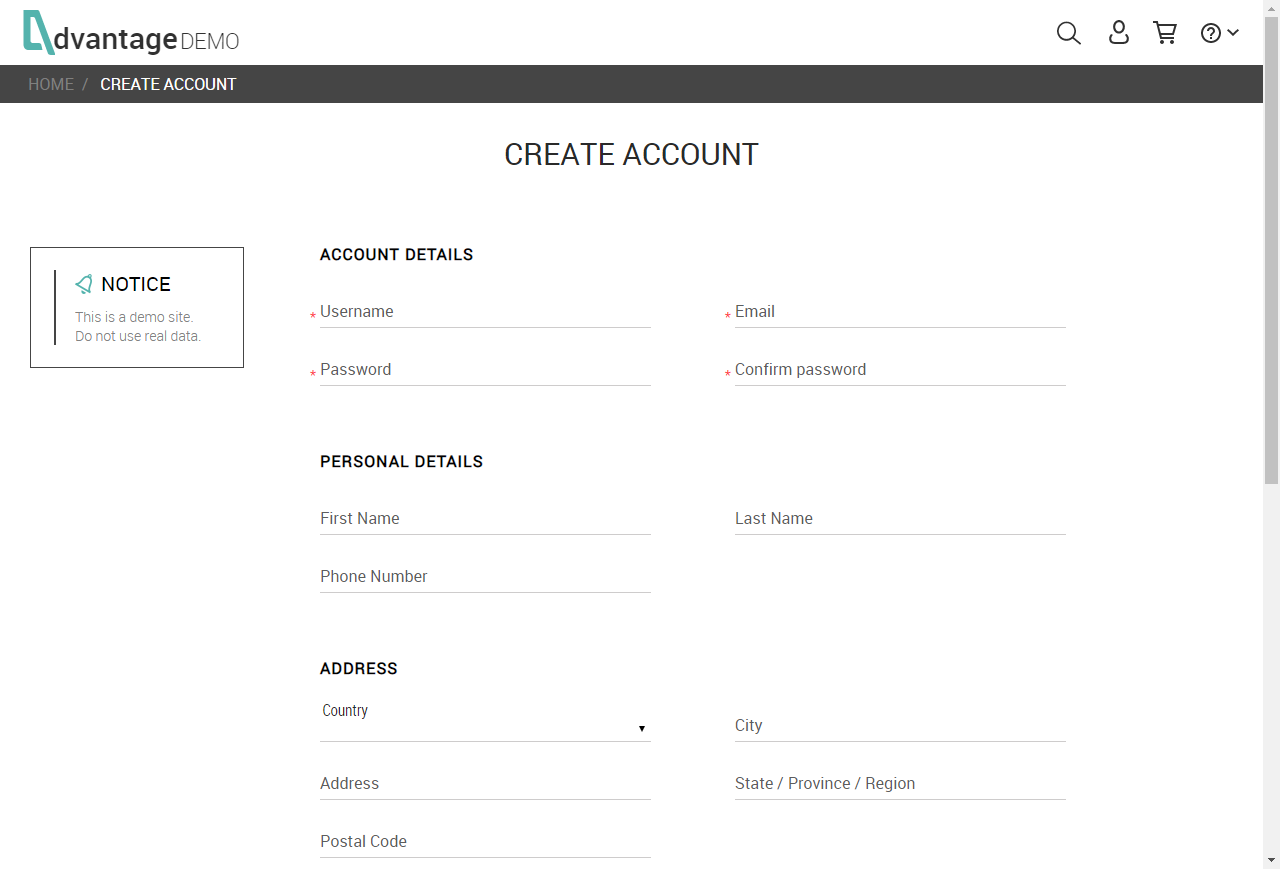 dvantage DEMO
HOME / CREATE ACCOUNT
CREATE ACCOUNT
NOTICE
This is a demo site.
Do not use real data.
ACCOUNT DETAILS
* Username
* Email
* Password
* Confirm password
PERSONAL DETAILS
First Name
Last Name
Phone Number
ADDRESS
Country
City
Address
State / Province / Region
Postal Code